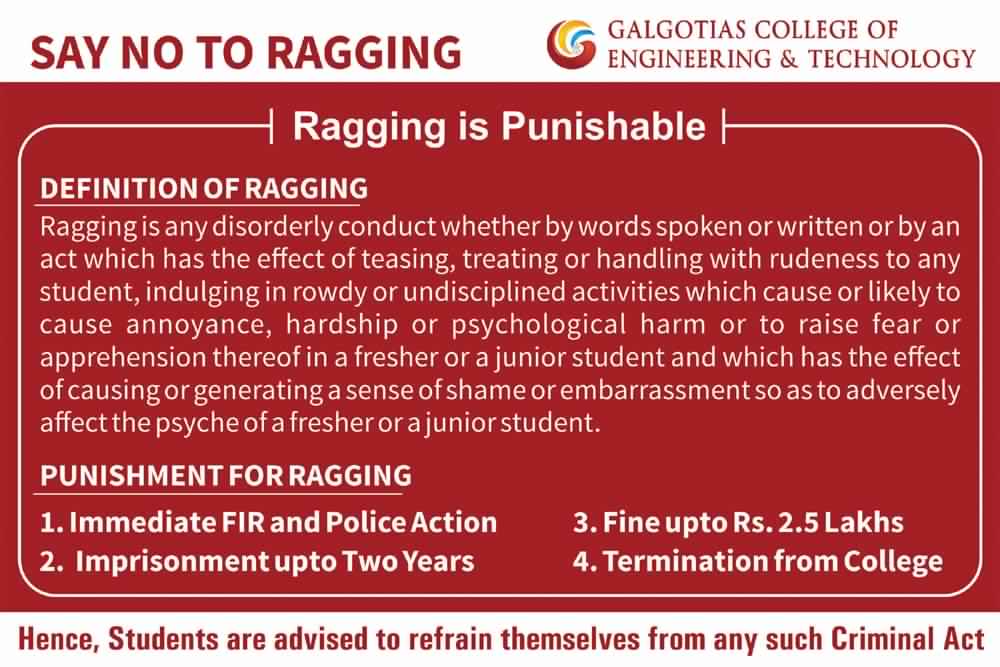 SAY NO TO RAGGING
GALGOTIAS COLLEGE OF
ENGINEERING & TECHNOLOGY
Ragging is Punishable
DEFINITION OF RAGGING
Ragging is any disorderly conduct whether by words spoken or written or by an
act which has the effect of teasing, treating or handling with rudeness to any
student, indulging in rowdy or undisciplined activities which cause or likely to
cause annoyance, hardship or psychological harm or to raise fear or
apprehension thereof in a fresher or a junior student and which has the effect
of causing or generating a sense of shame or embarrassment so as to adversely
affect the psyche of a fresher or a junior student.
PUNISHMENT FOR RAGGING
1. Immediate FIR and Police Action
2. Imprisonment upto Two Years
3. Fine upto Rs. 2.5 Lakhs
4. Termination from College
Hence, Students are advised to refrain themselves from any such Criminal Act